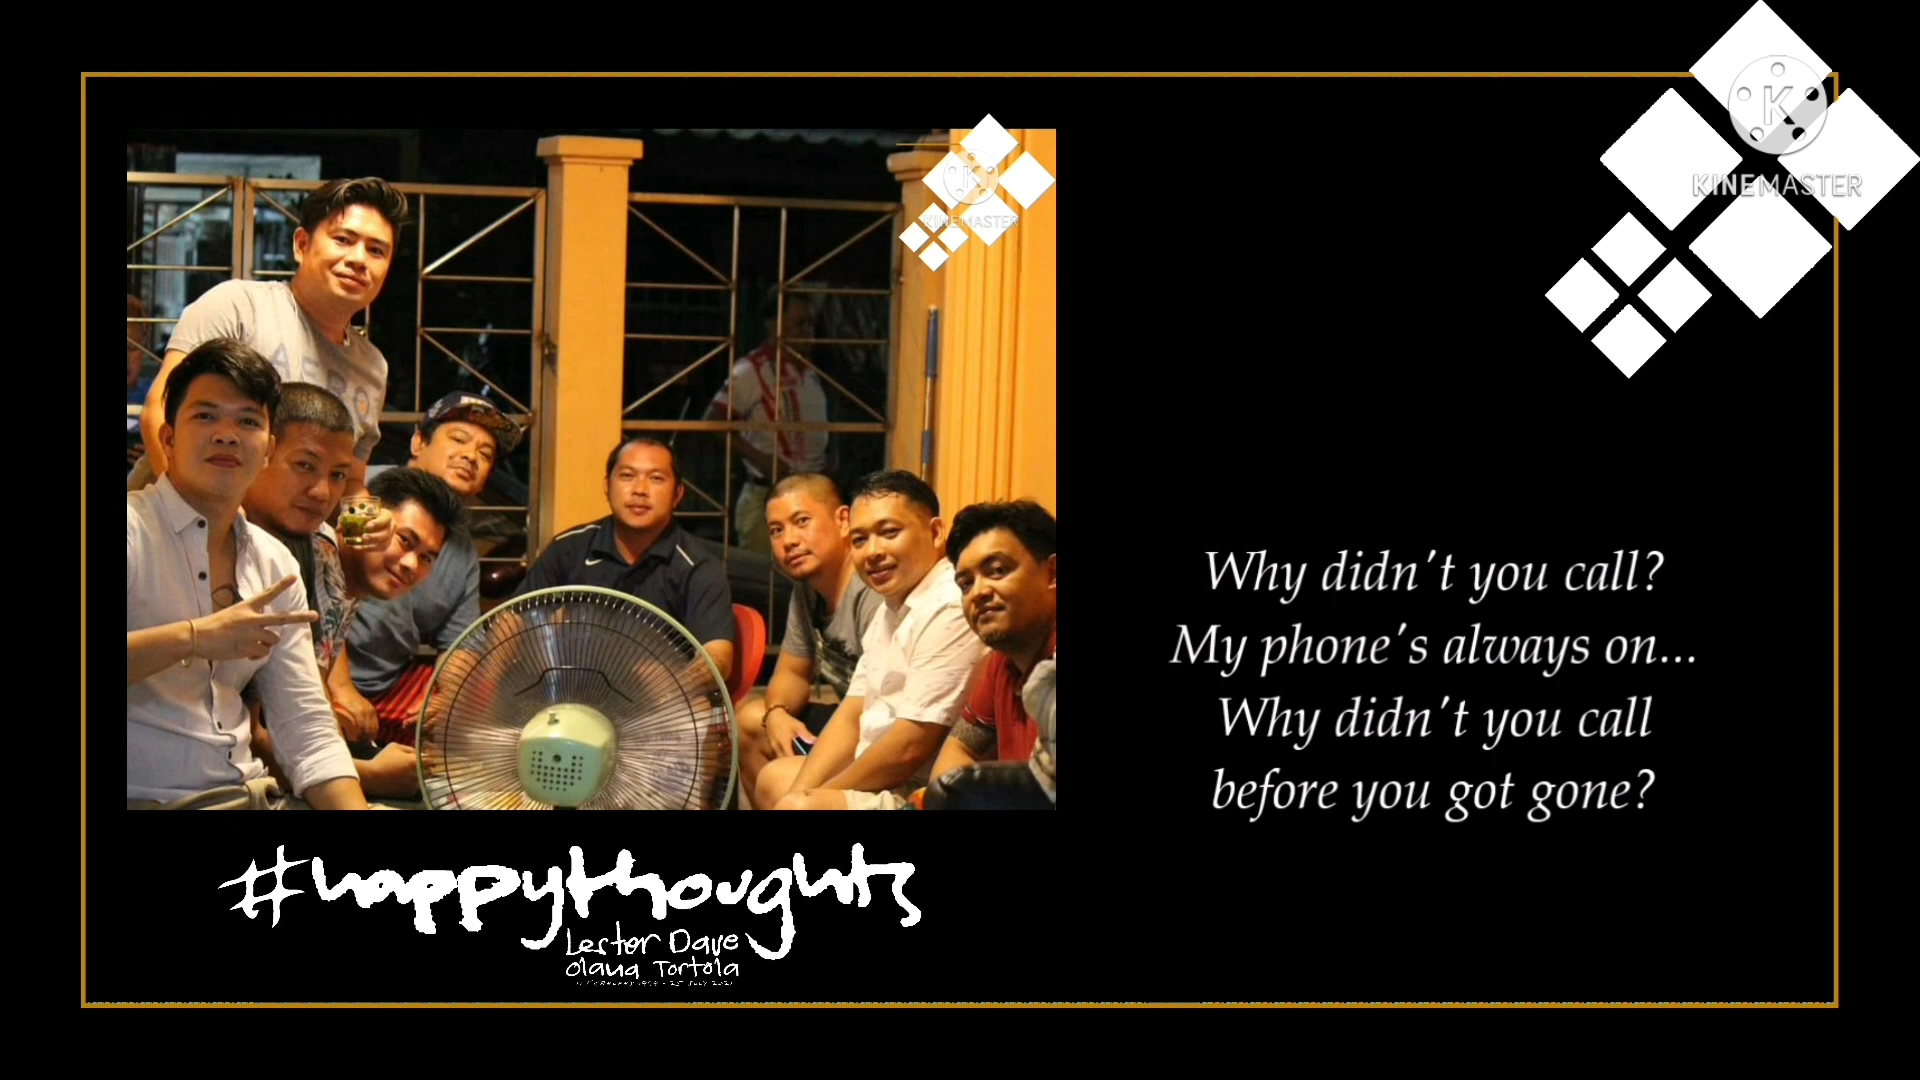 KINEMASTER
KINEMASTER
AERO
Why didn't you call?
My phone's always on...
Why didn't you call
before you got gone?
#happythoughts
Lester Dave
Olaya Tortola